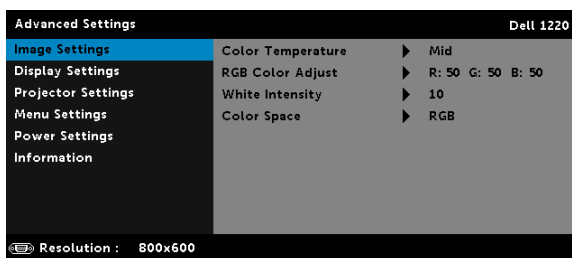 Advanced Settings Dell 1220
Image Settings Color Temperature Mid
Display Settings RGB Color Adjust R: 50 G: 50 B: 50
Projector Settings White Intensity 10
Menu Settings Color Space RGB
Power Settings
Information
Resolution : 800x600